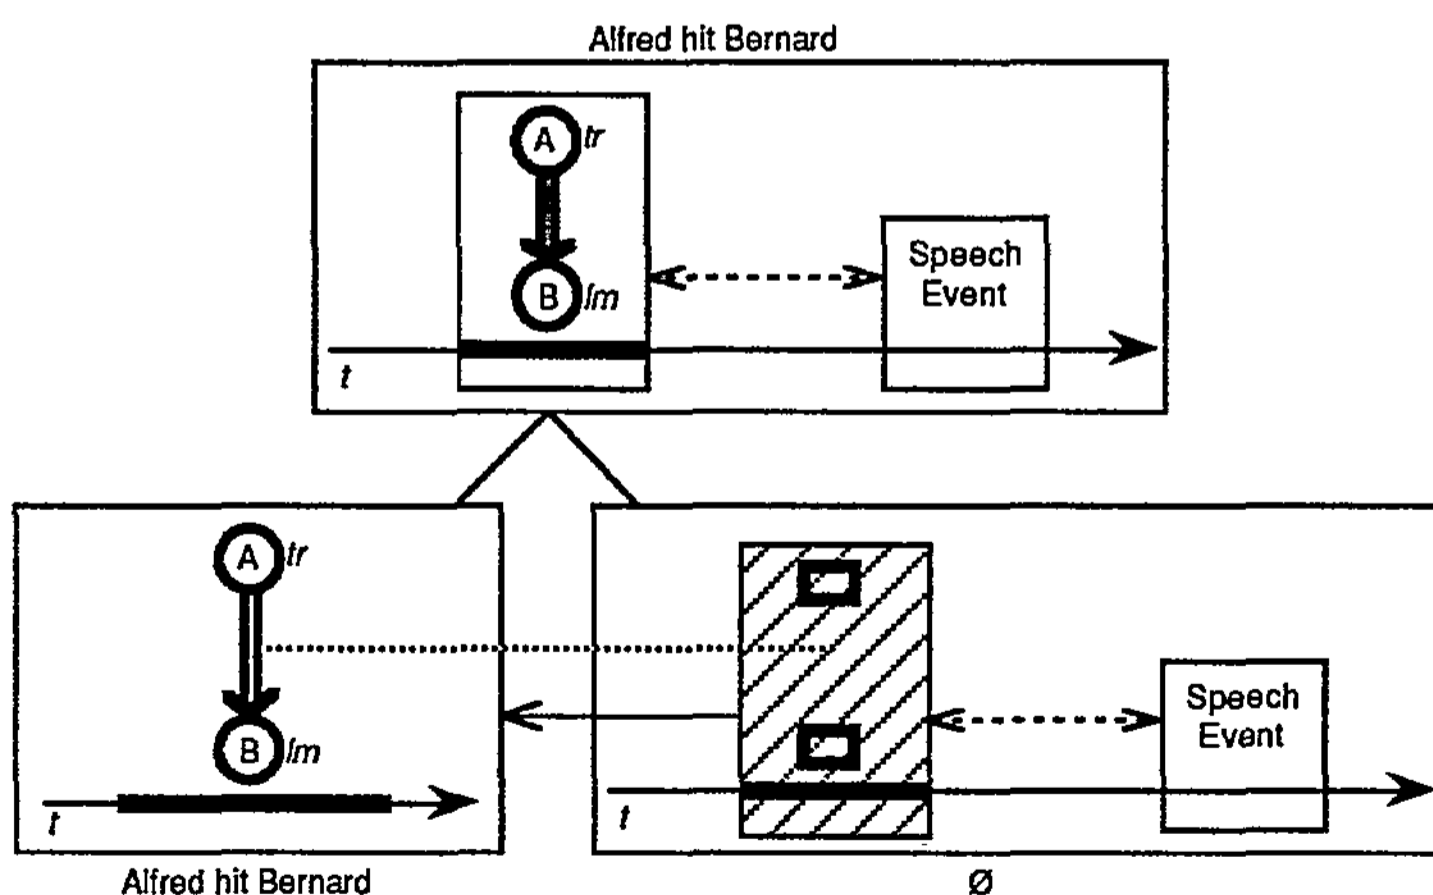 Alfred hit Bernard
A tr
B lm
Speech
Event
t
A tr
B lm
t
Alfred hit Bernard
Speech
Event
t
Ø